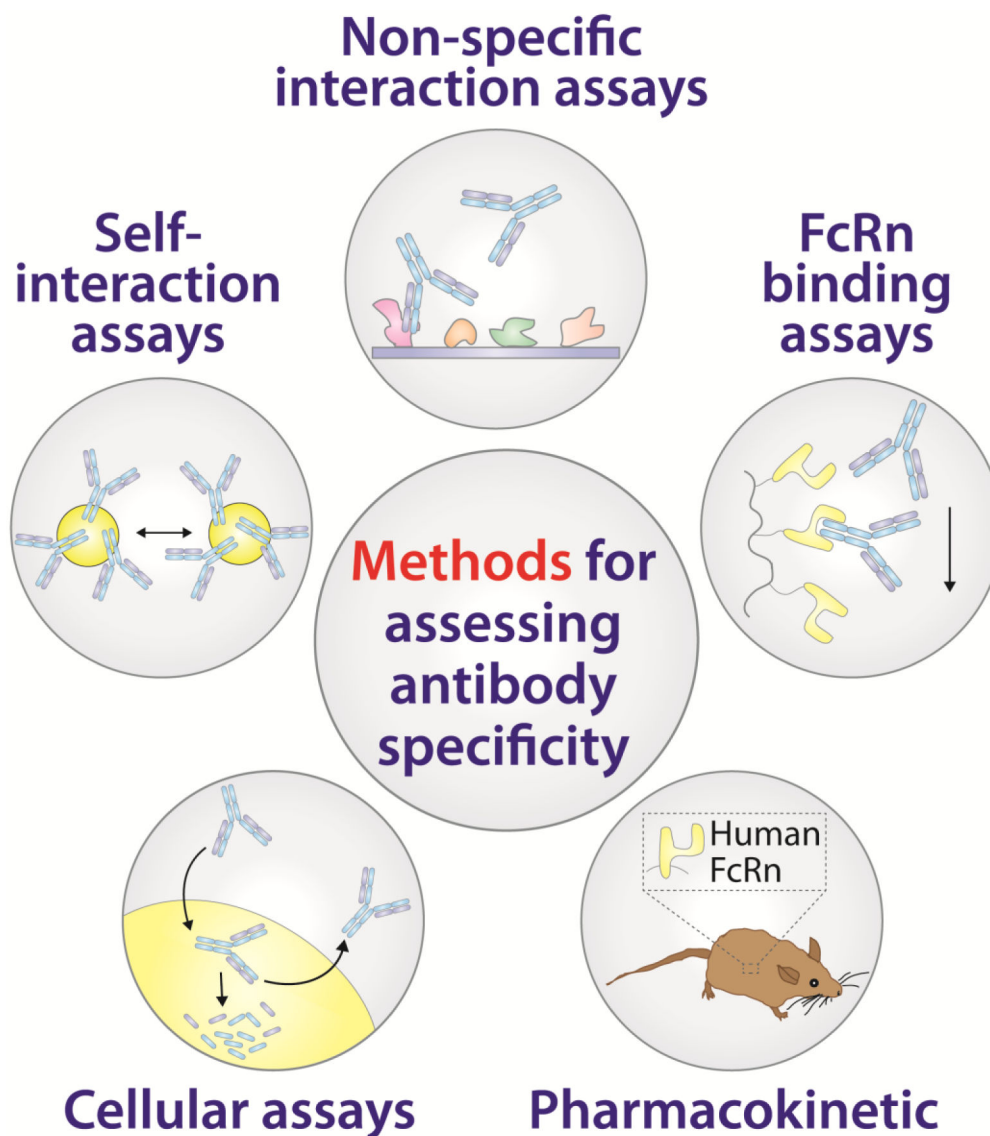 Non-specific
interaction assays
Self-
interaction
assays
FcRn
binding
assays
Methods for
assessing
antibody
specificity
Human
FcRn
Cellular assays
Pharmacokinetic